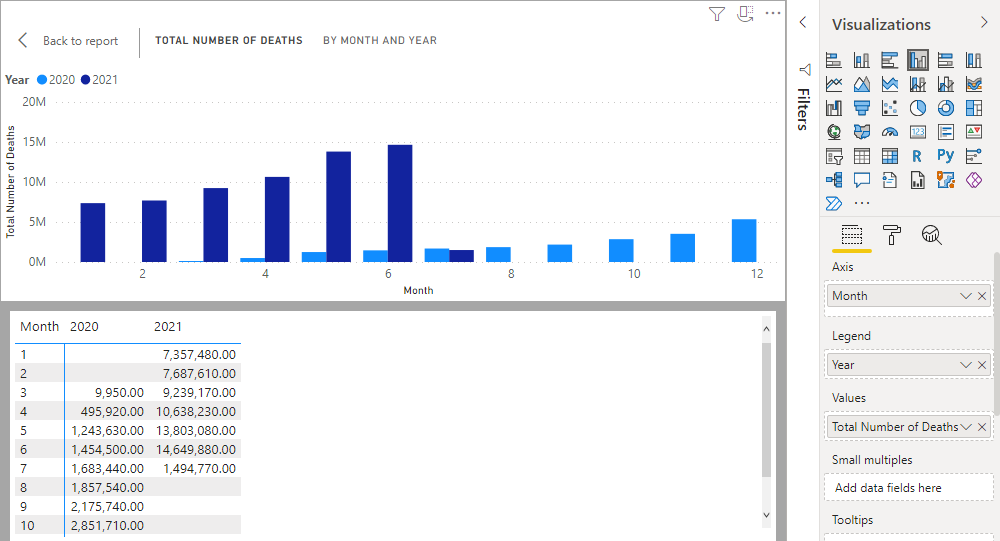 Back to report
TOTAL NUMBER OF DEATHS
BY MONTH AND YEAR
Year 2020 2021
Total Number of Deaths
20M
15M
10M
5M
0M
2 4 6 8 10 12
Month
Month 2020 2021
1 7,357,480.00
2 7,687,610.00
3 9,950.00 9,239,170.00
4 495,920.00 10,638,230.00
5 1,243,630.00 13,803,080.00
6 1,454,500.00 14,649,880.00
7 1,683,440.00 1,494,770.00
8 1,857,540.00
9 2,175,740.00
10 2,851,710.00
Filters
Visualizations
123
R Py
Axis
Month
Legend
Year
Values
Total Number of Deaths
Small multiples
Add data fields here
Tooltips